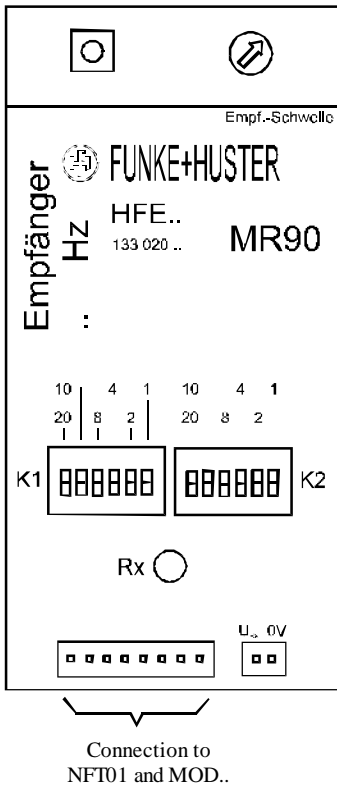 Empf.-Schwelle
FUNKE+HUSTER
Empfänger
Hz
HFE..
133 020 ..
MR90
..
10 4 1 10 4 1
20 8 2 20 8 2
K1 K2
Rx
0V
Connection to
NFT01 and MOD..